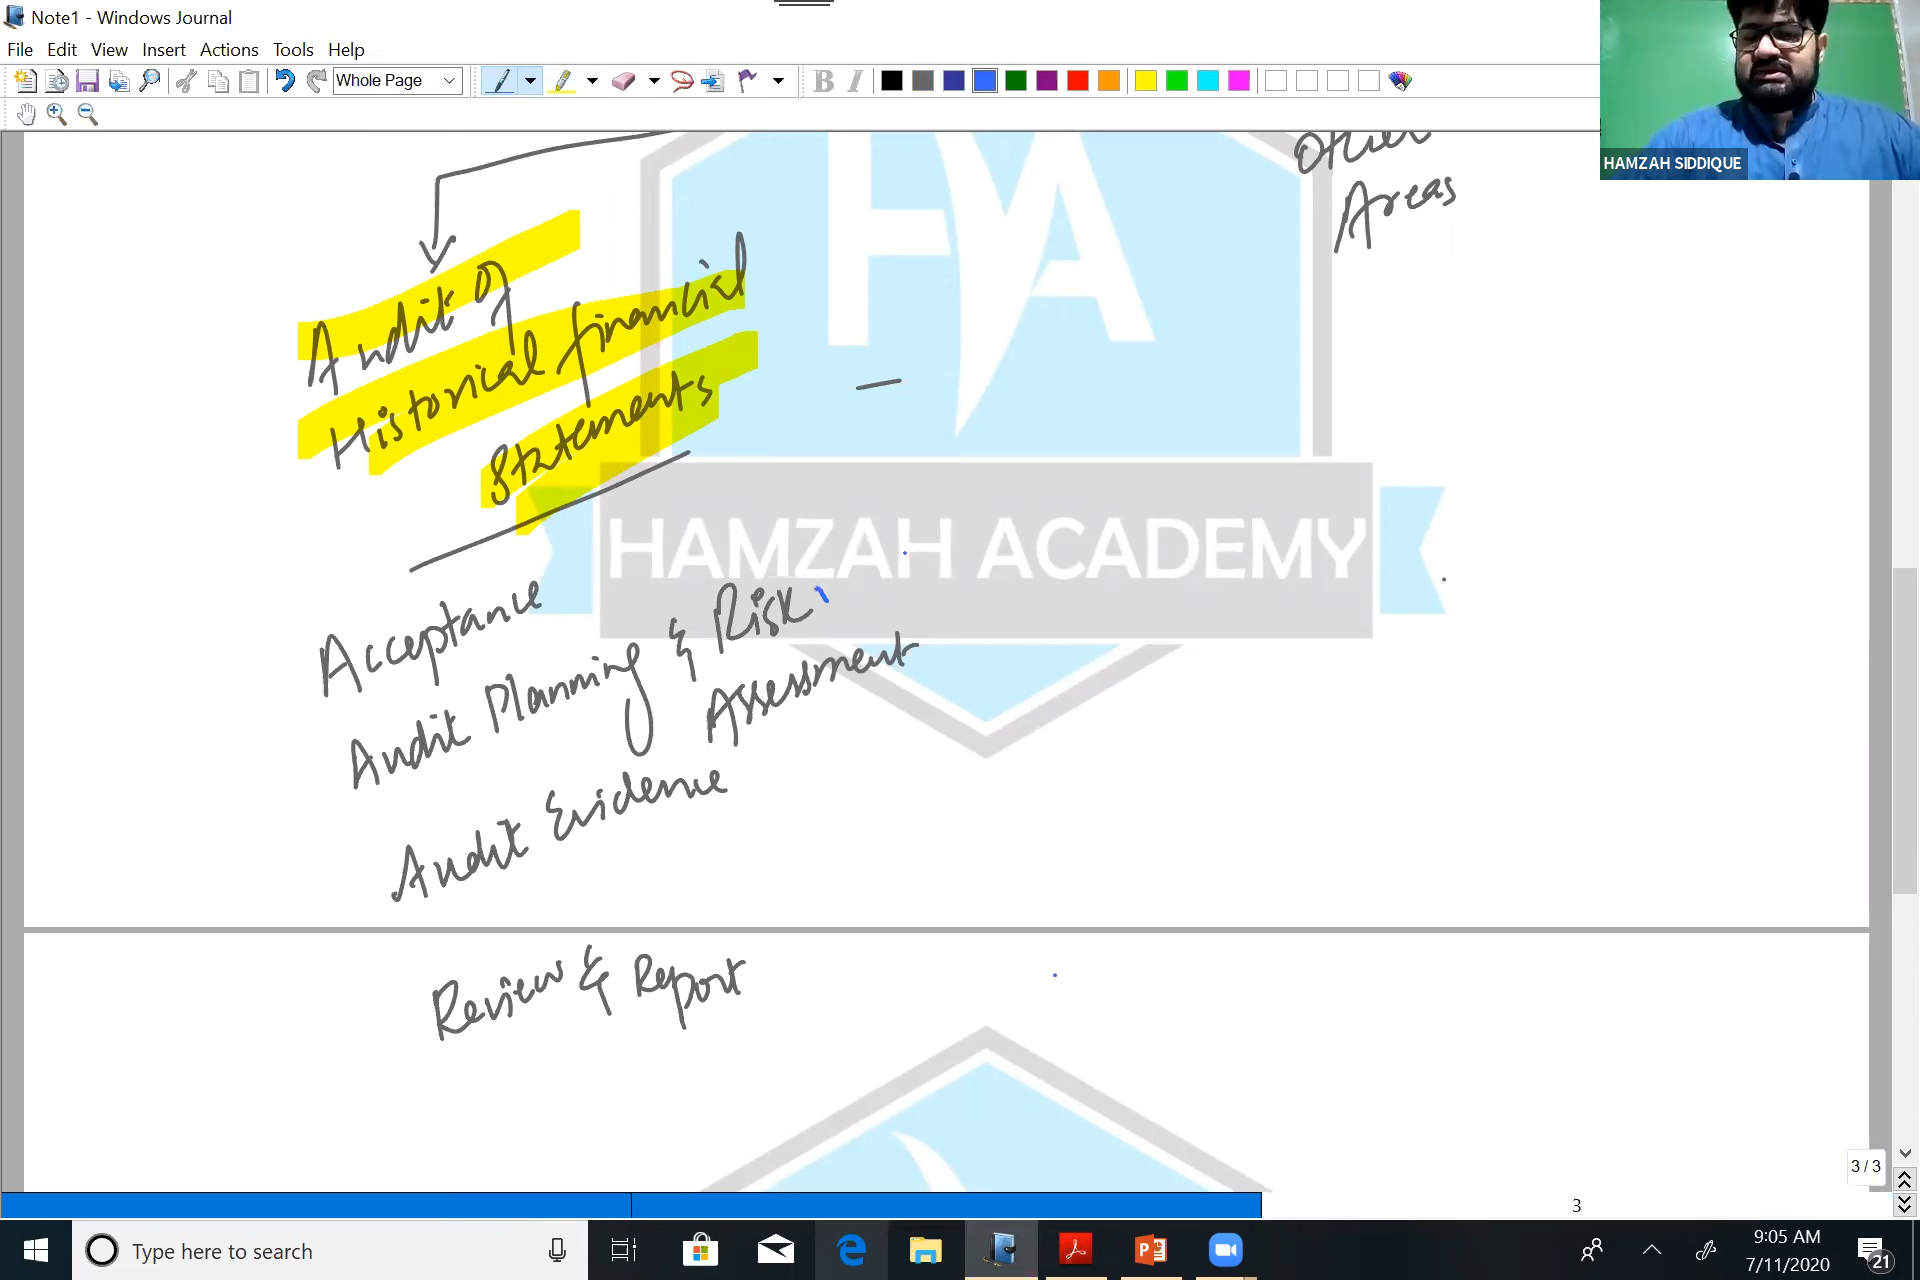 Note1 - Windows Journal
File Edit View Insert Actions Tools Help
Whole Page
B I
HAMZAH SIDDIQUE
Other
Areas
HA
Audit of
Historical financial
Statements
HAMZAH ACADEMY
Acceptance
Audit Planning & Risk
Assessment
Audit Evidence
Review & Report
3 / 3
3
Type here to search
9:05 AM
7/11/2020
21